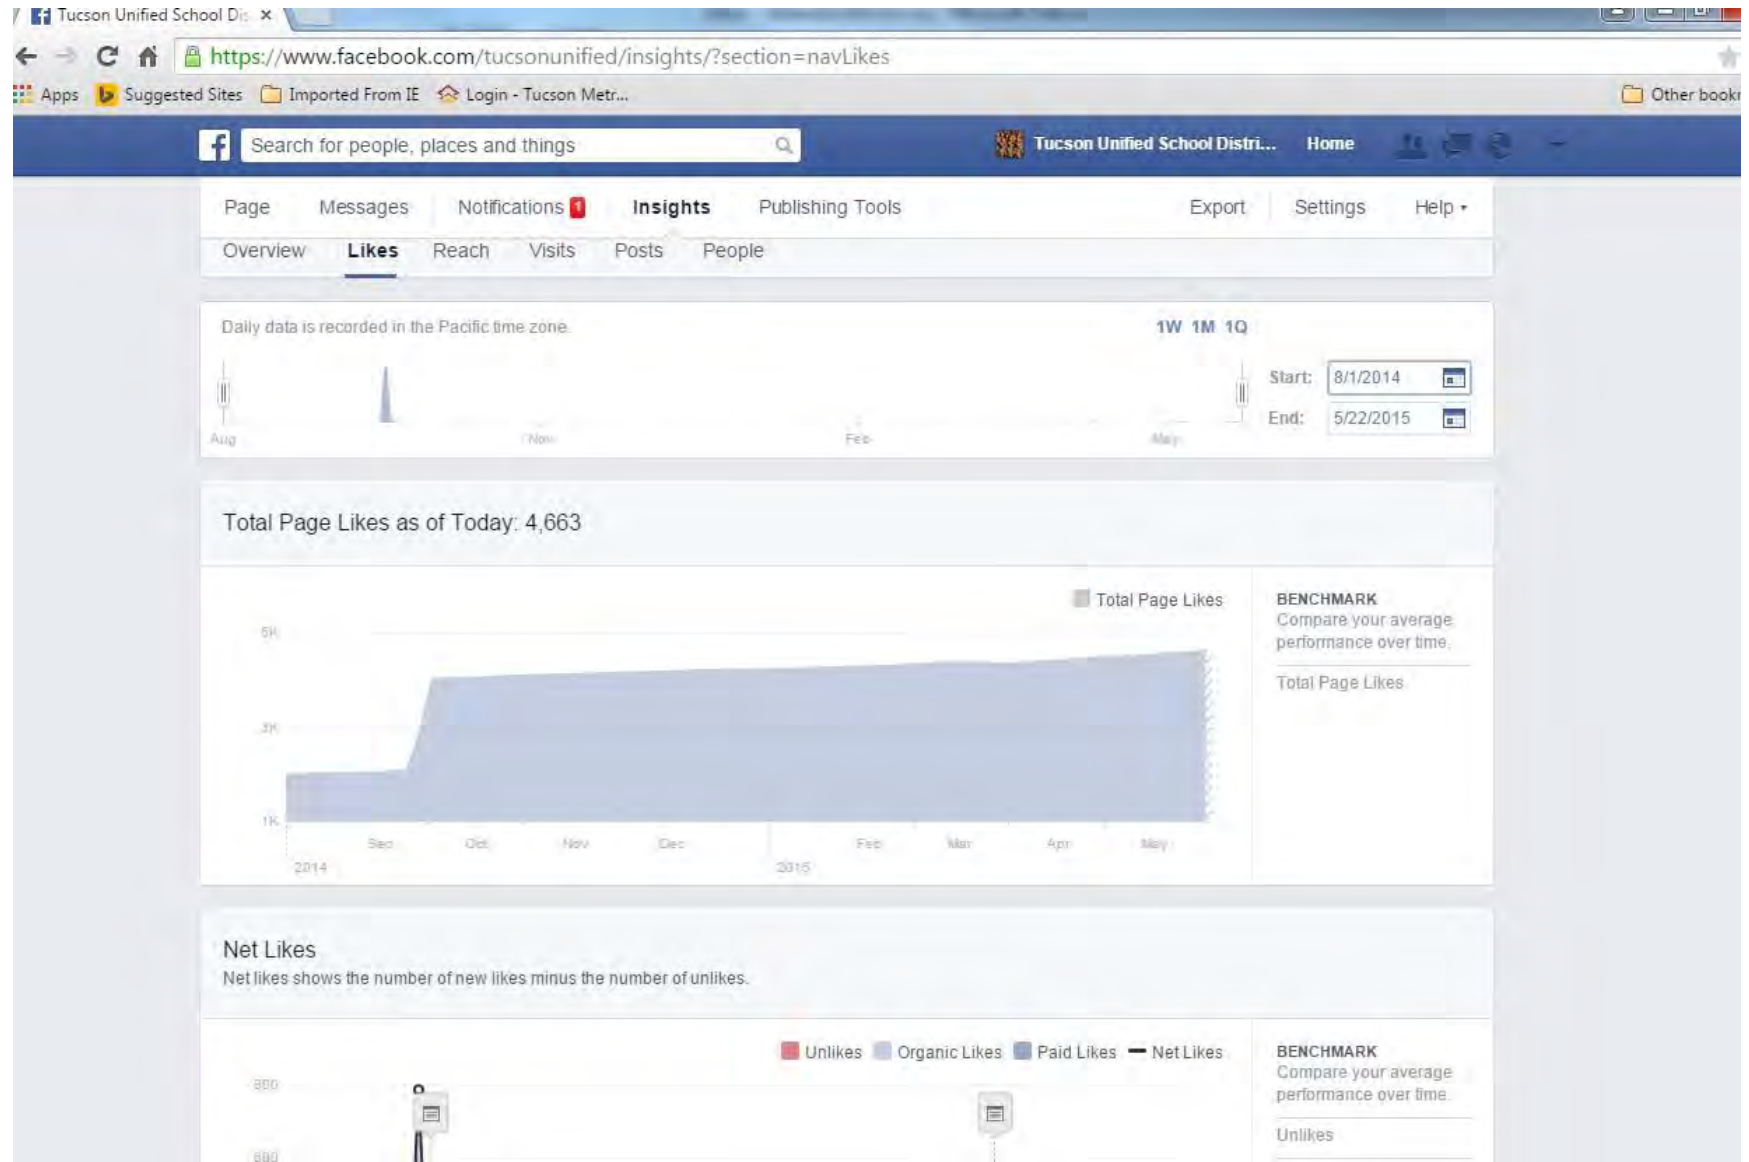 Tucson Unified School Dis
https://www.facebook.com/tucsonunified/insights/?section=navLikes
Apps Suggested Sites Imported From IE Login - Tucson Metr... Other bookr
f Search for people, places and things Tucson Unified School Distri... Home
Page Messages Notifications 1 Insights Publishing Tools Export Settings Help
Overview Likes Reach Visits Posts People
Daily data is recorded in the Pacific time zone. 1W 1M 1Q
Start: 8/1/2014
End: 5/22/2015
Aug Nov Feb May
Total Page Likes as of Today: 4,663
Total Page Likes
BENCHMARK
Compare your average
performance over time.
Total Page Likes
5K
3K
1K
Sep Oct Nov Dec Feb Mar Apr May
2014 2015
Net Likes
Net likes shows the number of new likes minus the number of unlikes.
Unlikes Organic Likes Paid Likes Net Likes
BENCHMARK
Compare your average
performance over time.
Unlikes
800
600